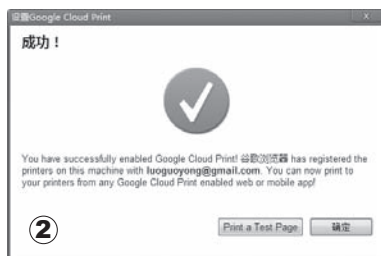 设置Google Cloud Print
成功！
You have successfully enabled Google Cloud Print! 谷歌浏览器 has registered the
printers on this machine with luoguoyong@gmail.com. You can now print to
your printers from any Google Cloud Print enabled web or mobile app!
2 Print a Test Page 确定